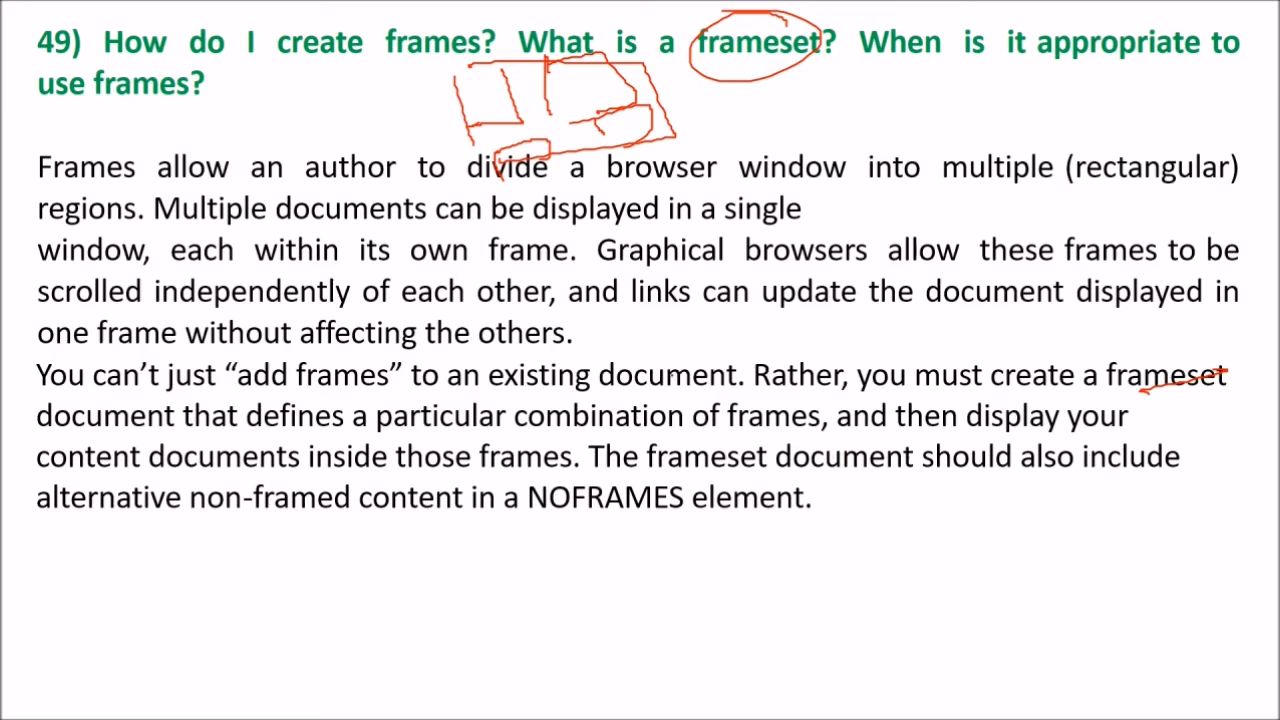 49) How do I create frames? What is a frameset? When is it appropriate to
use frames?
Frames allow an author to divide a browser window into multiple (rectangular)
regions. Multiple documents can be displayed in a single
window, each within its own frame. Graphical browsers allow these frames to be
scrolled independently of each other, and links can update the document displayed in
one frame without affecting the others.
You can’t just “add frames” to an existing document. Rather, you must create a frameset
document that defines a particular combination of frames, and then display your
content documents inside those frames. The frameset document should also include
alternative non-framed content in a NOFRAMES element.